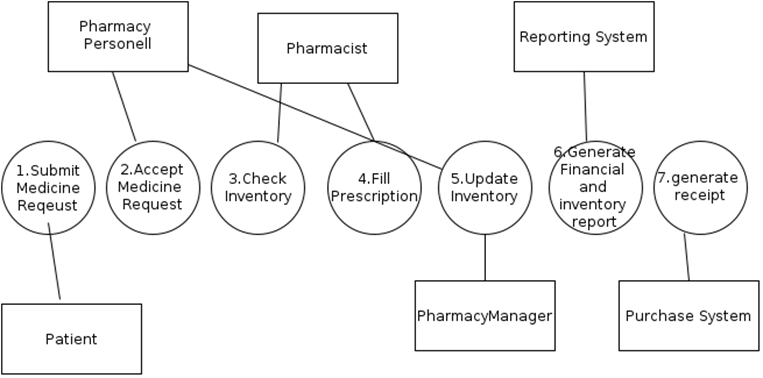 Pharmacy
Personell
Pharmacist
Reporting System
1.Submit
Medicine
Reqeust
2.Accept
Medicine
Request
3.Check
Inventory
4.Fill
Prescription
5.Update
Inventory
6.Generate
Financial
and
inventory
report
7.generate
receipt
Patient
PharmacyManager
Purchase System